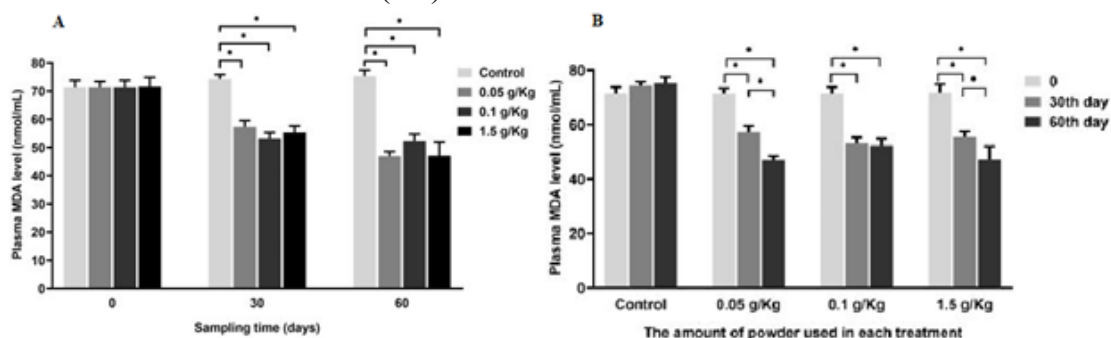 A
Plasma MDA level (nmol/mL)
80
70
60
50
40
30
20
10
0
* * *
* * *
Control
0.05 g/Kg
0.1 g/Kg
1.5 g/Kg
0 30 60
Sampling time (days)
B
Plasma MDA level (nmol/mL)
80
60
40
20
0
* * *
* *
* * *
0
30th day
60th day
Control 0.05 g/Kg 0.1 g/Kg 1.5 g/Kg
The amount of powder used in each treatment